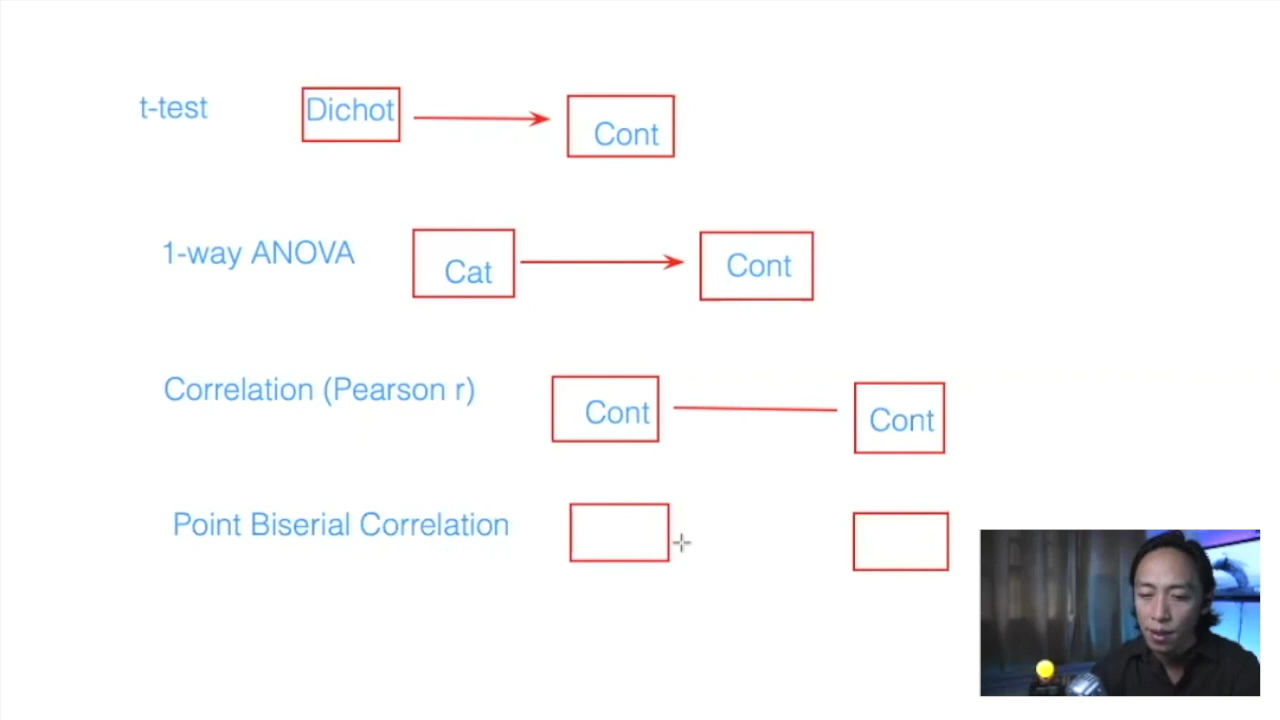 t-test
Dichot
Cont
1-way ANOVA
Cat
Cont
Correlation (Pearson r)
Cont
Cont
Point Biserial Correlation